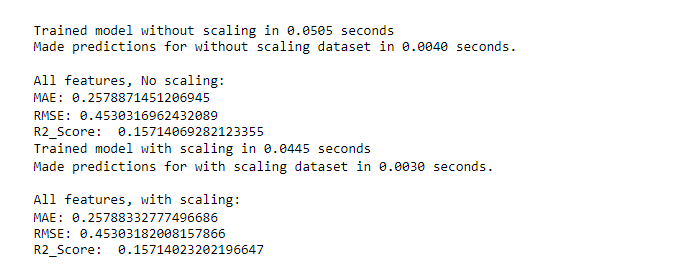 Trained model without scaling in 0.0505 seconds
Made predictions for without scaling dataset in 0.0040 seconds.
All features, No scaling:
MAE: 0.2578871451206945
RMSE: 0.4530316962432089
R2_Score:  0.15714069282123355
Trained model with scaling in 0.0445 seconds
Made predictions for with scaling dataset in 0.0030 seconds.
All features, with scaling:
MAE: 0.25788332777496686
RMSE: 0.45303182008157866
R2_Score:  0.15714023202196647